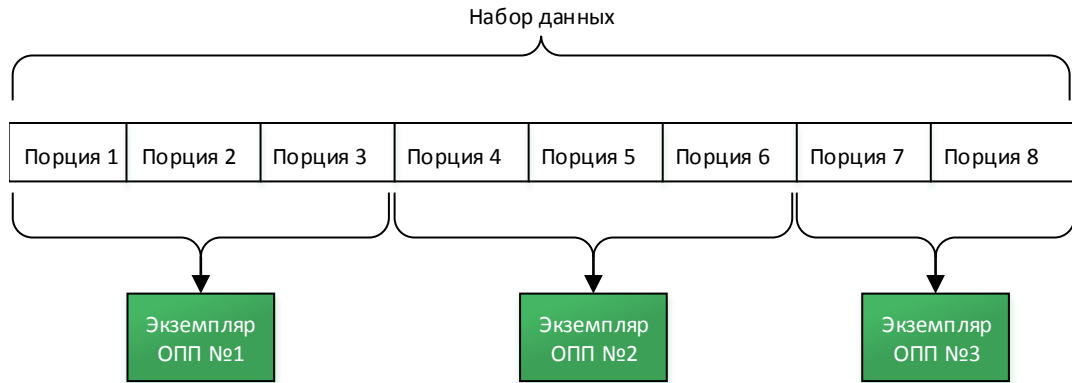 Набор данных
Порция 1 Порция 2 Порция 3 Порция 4 Порция 5 Порция 6 Порция 7 Порция 8
Экземпляр
ОПП №1
Экземпляр
ОПП №2
Экземпляр
ОПП №3